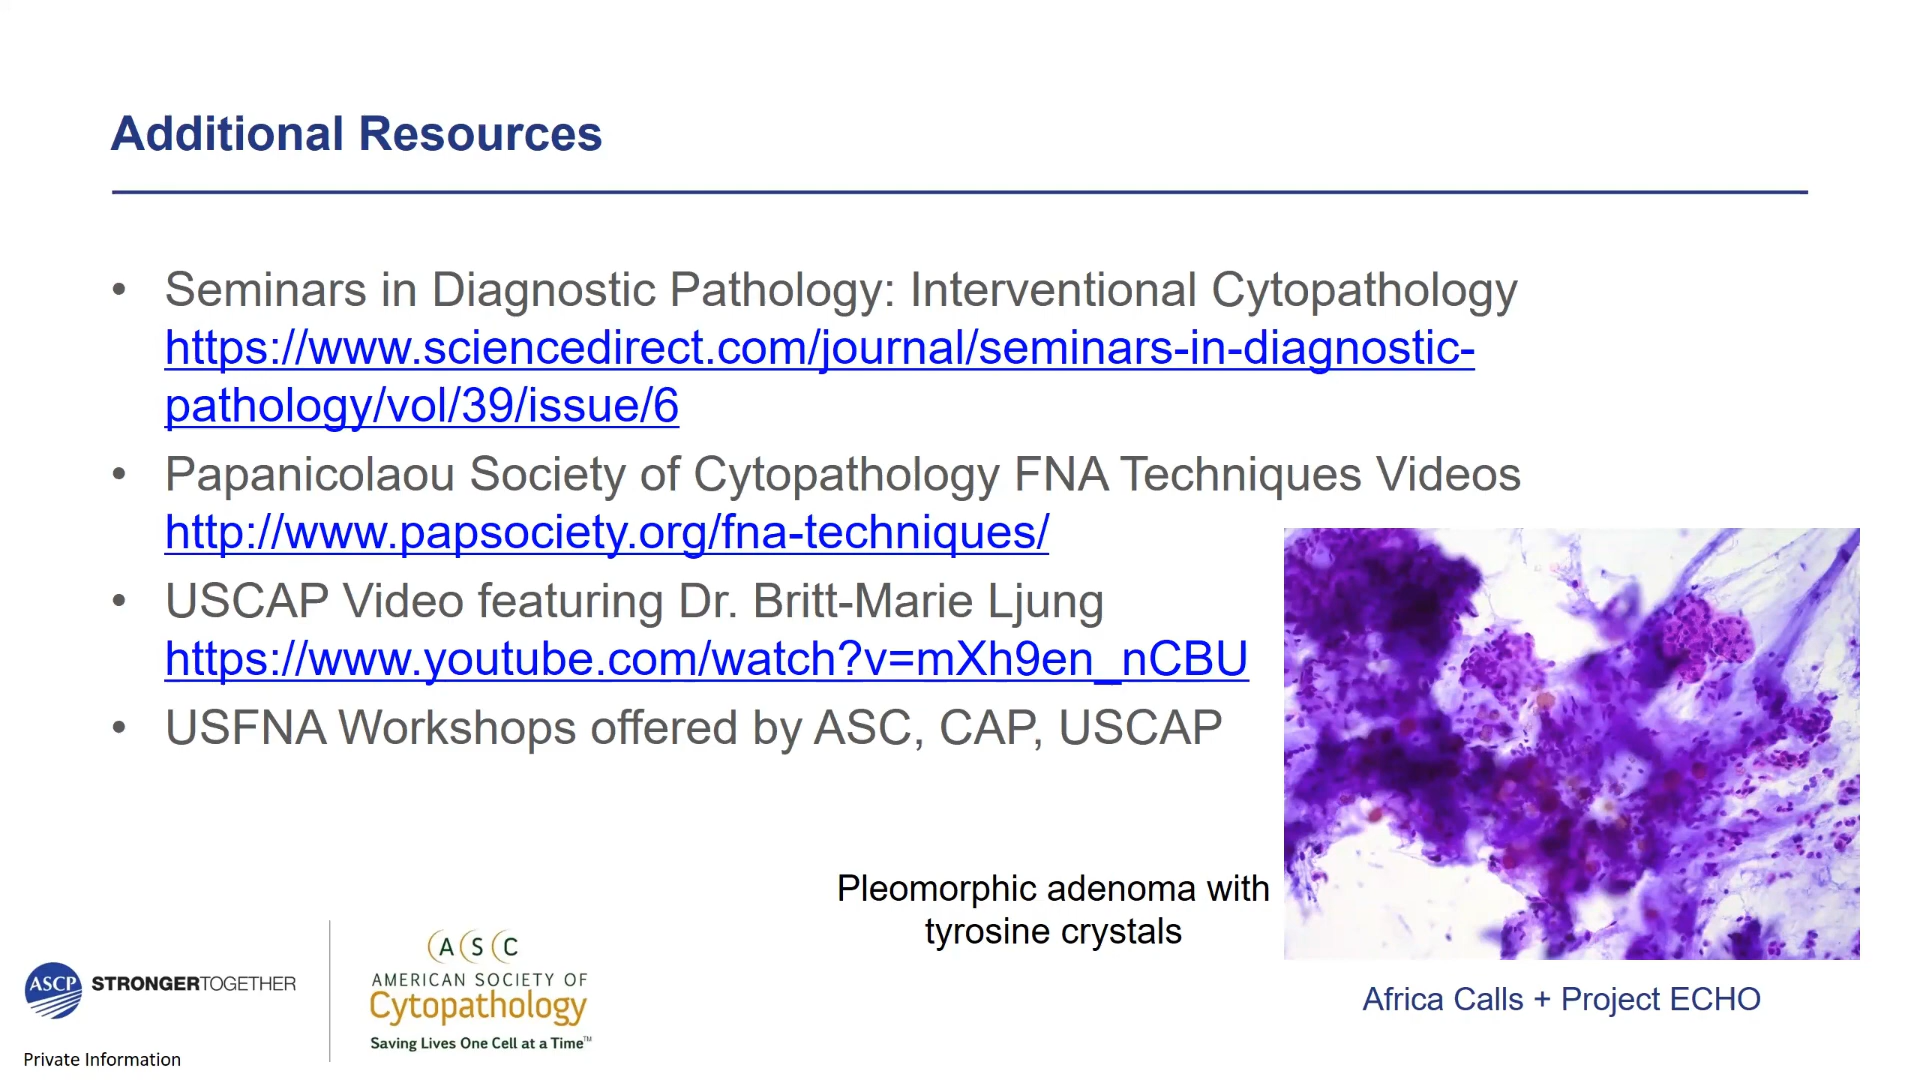 Additional Resources
• Seminars in Diagnostic Pathology: Interventional Cytopathology
https://www.sciencedirect.com/journal/seminars-in-diagnostic-
pathology/vol/39/issue/6
• Papanicolaou Society of Cytopathology FNA Techniques Videos
http://www.papsociety.org/fna-techniques/
• USCAP Video featuring Dr. Britt-Marie Ljung
https://www.youtube.com/watch?v=mXh9en_nCBU
• USFNA Workshops offered by ASC, CAP, USCAP
Pleomorphic adenoma with
tyrosine crystals
Africa Calls + Project ECHO
ASCP STRONGERTOGETHER
Private Information
ASC
AMERICAN SOCIETY OF
Cytopathology
Saving Lives One Cell at a Time™